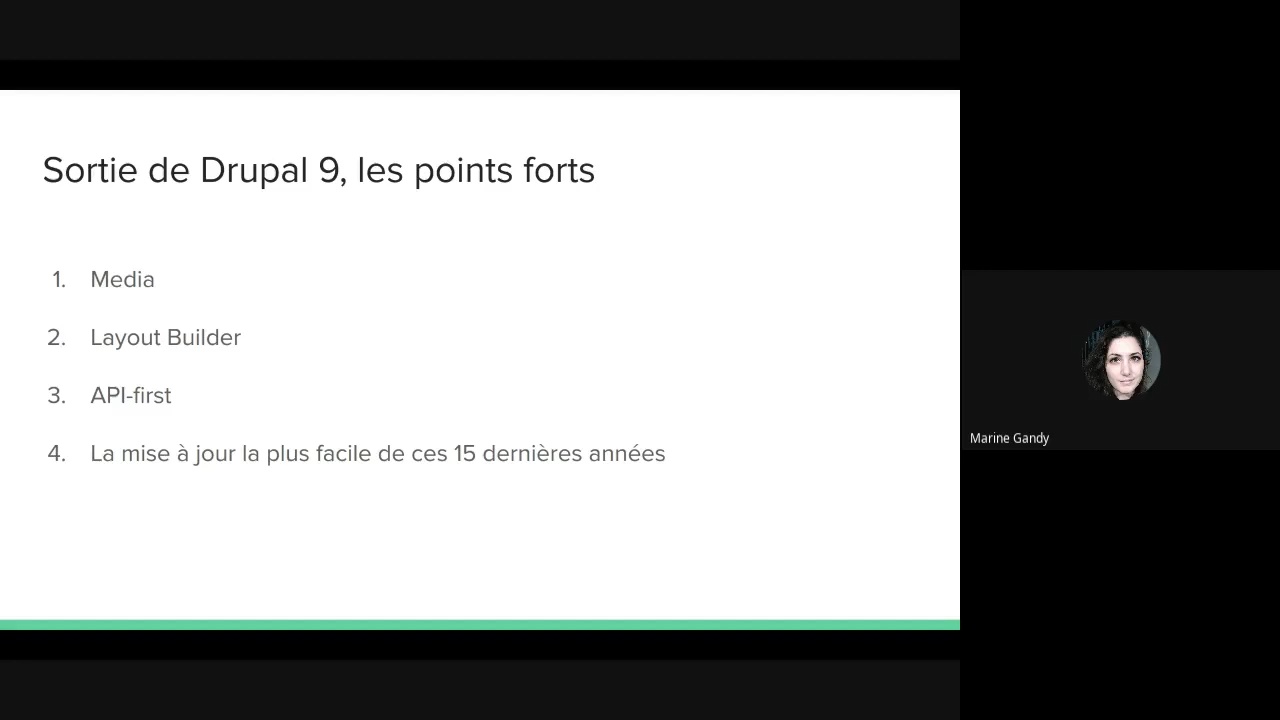 Sortie de Drupal 9, les points forts
1. Media
2. Layout Builder
3. API-first
4. La mise à jour la plus facile de ces 15 dernières années
Marine Gandy